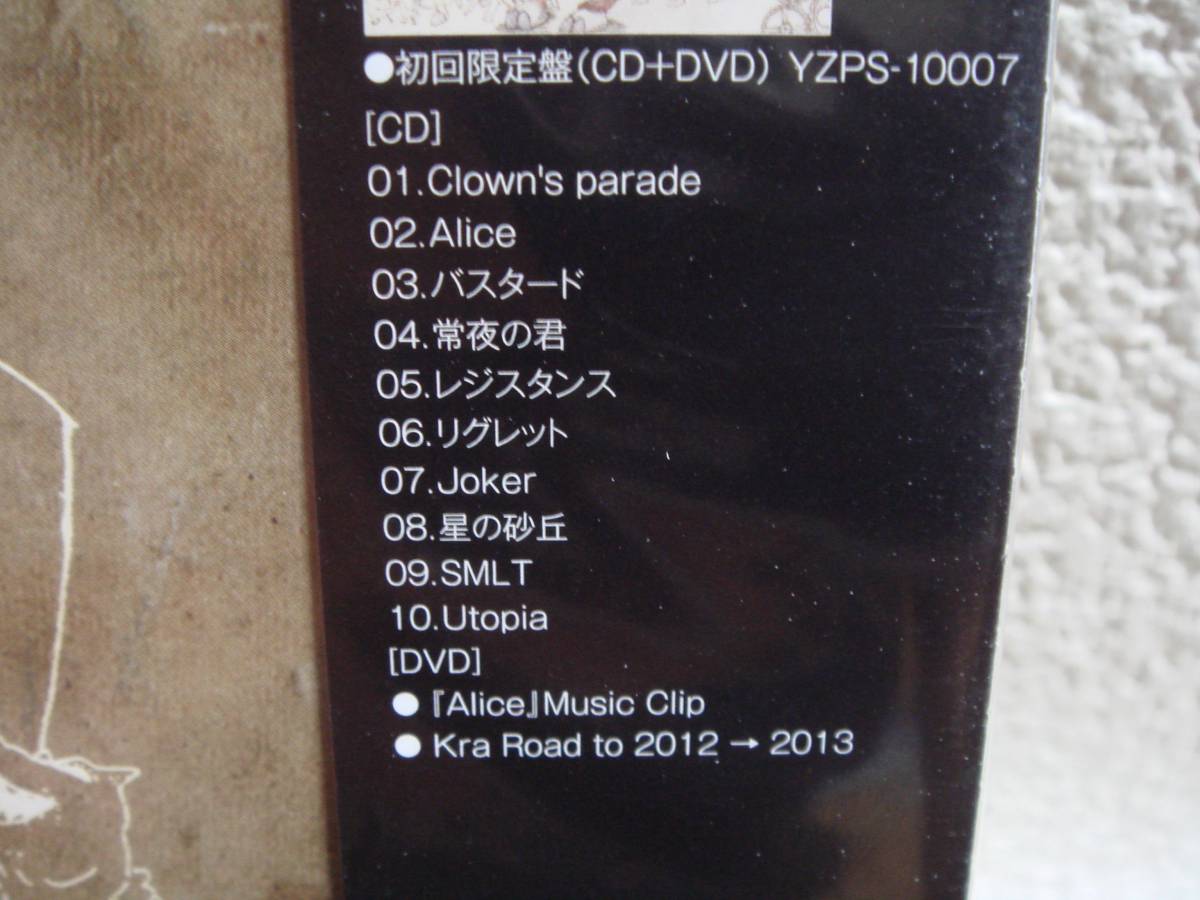 ●初回限定盤(CD+DVD) YZPS-10007
[CD]
01.Clown's parade
02.Alice
03.バスタード
04.常夜の君
05.レジスタンス
06.リグレット
07.Joker
08.星の砂丘
09.SMLT
10.Utopia
[DVD]
● 『Alice』Music Clip
● Kra Road to 2012 → 2013